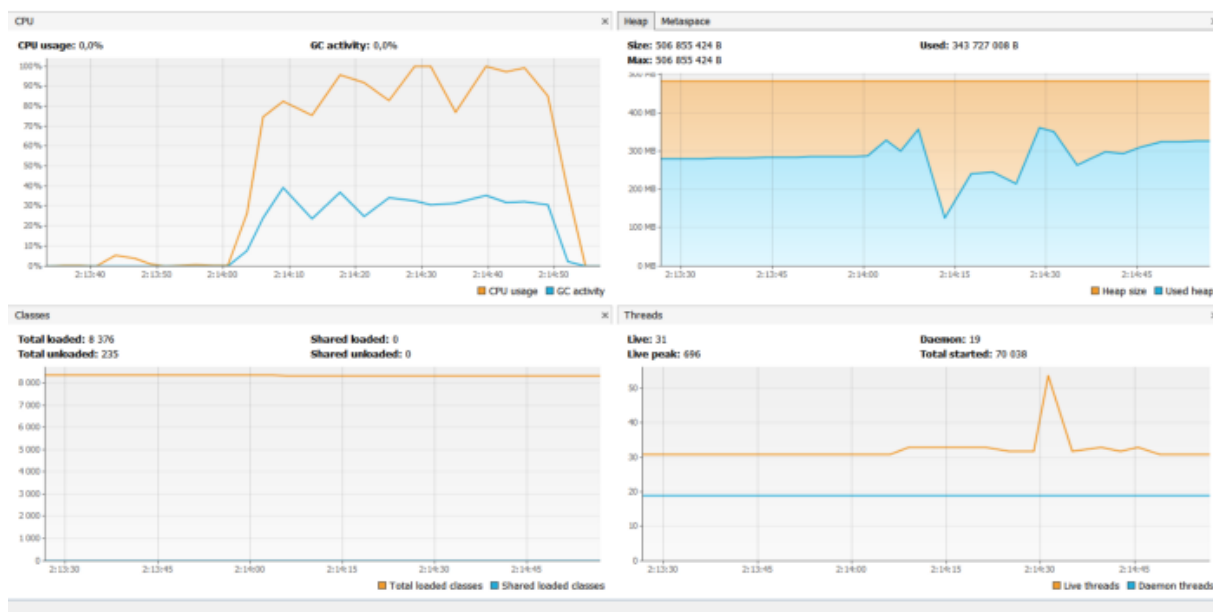 CPU ×
CPU usage: 0,0% GC activity: 0,0%
100%
90%
80%
70%
60%
50%
40%
30%
20%
10%
0%
2:13:40 2:13:50 2:14:00 2:14:10 2:14:20 2:14:30 2:14:40 2:14:50
CPU usage GC activity
Heap Metaspace
Size: 506 855 424 B Used: 343 727 008 B
Max: 506 855 424 B
500 MB
400 MB
300 MB
200 MB
100 MB
0 MB
2:13:30 2:13:45 2:14:00 2:14:15 2:14:30 2:14:45
Heap size Used heap
Classes ×
Total loaded: 8 376 Shared loaded: 0
Total unloaded: 235 Shared unloaded: 0
8 000
7 000
6 000
5 000
4 000
3 000
2 000
1 000
0
2:13:30 2:13:45 2:14:00 2:14:15 2:14:30 2:14:45
Total loaded classes Shared loaded classes
Threads
Live: 31 Daemon: 19
Live peak: 696 Total started: 70 038
50
40
30
20
10
0
2:13:30 2:13:45 2:14:00 2:14:15 2:14:30 2:14:45
Live threads Daemon threads